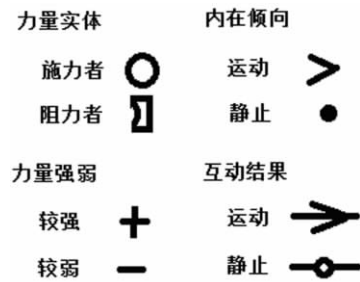 力量实体 内在倾向
施力者 运动
阻力者 静止
力量强弱 互动结果
较强 运动
较弱 静止